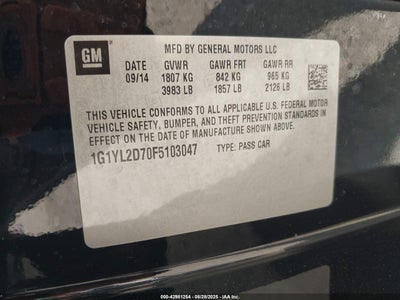 GM
MFD BY GENERAL MOTORS LLC
DATE GVWR GAWR FRT GAWR RR
09/14 1807 KG 842 KG 965 KG
3983 LB 1857 LB 2126 LB
THIS VEHICLE CONFORMS TO ALL APPLICABLE U.S. FEDERAL MOTOR
VEHICLE SAFETY, BUMPER, AND THEFT PREVENTION STANDARDS IN
EFFECT ON THE DATE OF MANUFACTURE SHOWN ABOVE.
1G1YL2D70F5103047 TYPE: PASS CAR
000-42981254 - 08/28/2025 - IAA Inc.